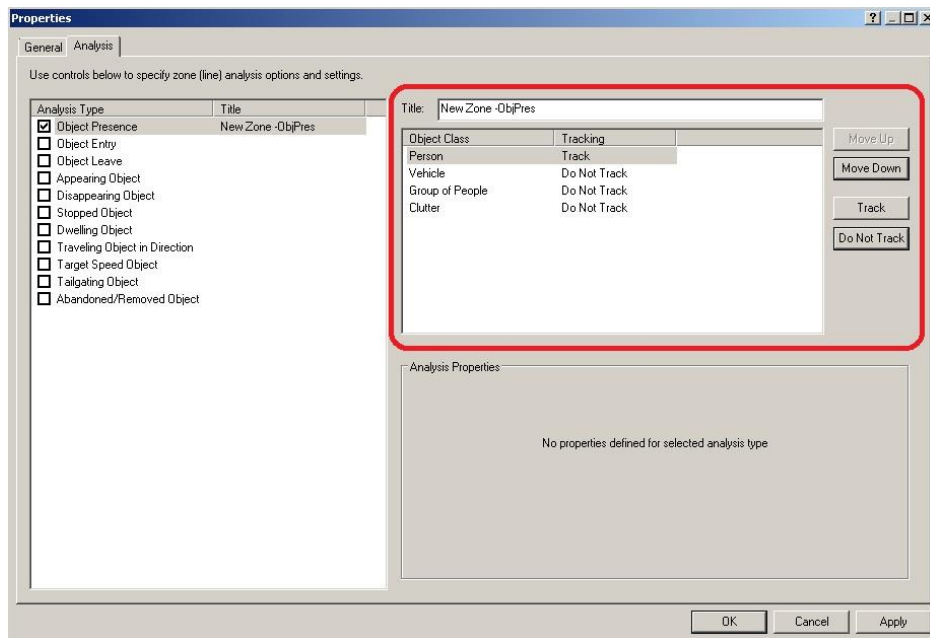 Properties
General Analysis
Use controls below to specify zone (line) analysis options and settings.
Analysis Type Title
Object Presence New Zone -ObjPres
Object Entry
Object Leave
Appearing Object
Disappearing Object
Stopped Object
Dwelling Object
Traveling Object in Direction
Target Speed Object
Tailgating Object
Abandoned/Removed Object
Title: New Zone -ObjPres
Object Class Tracking
Person Track
Vehicle Do Not Track
Group of People Do Not Track
Clutter Do Not Track
Move Up
Move Down
Track
Do Not Track
Analysis Properties
No properties defined for selected analysis type
OK Cancel Apply